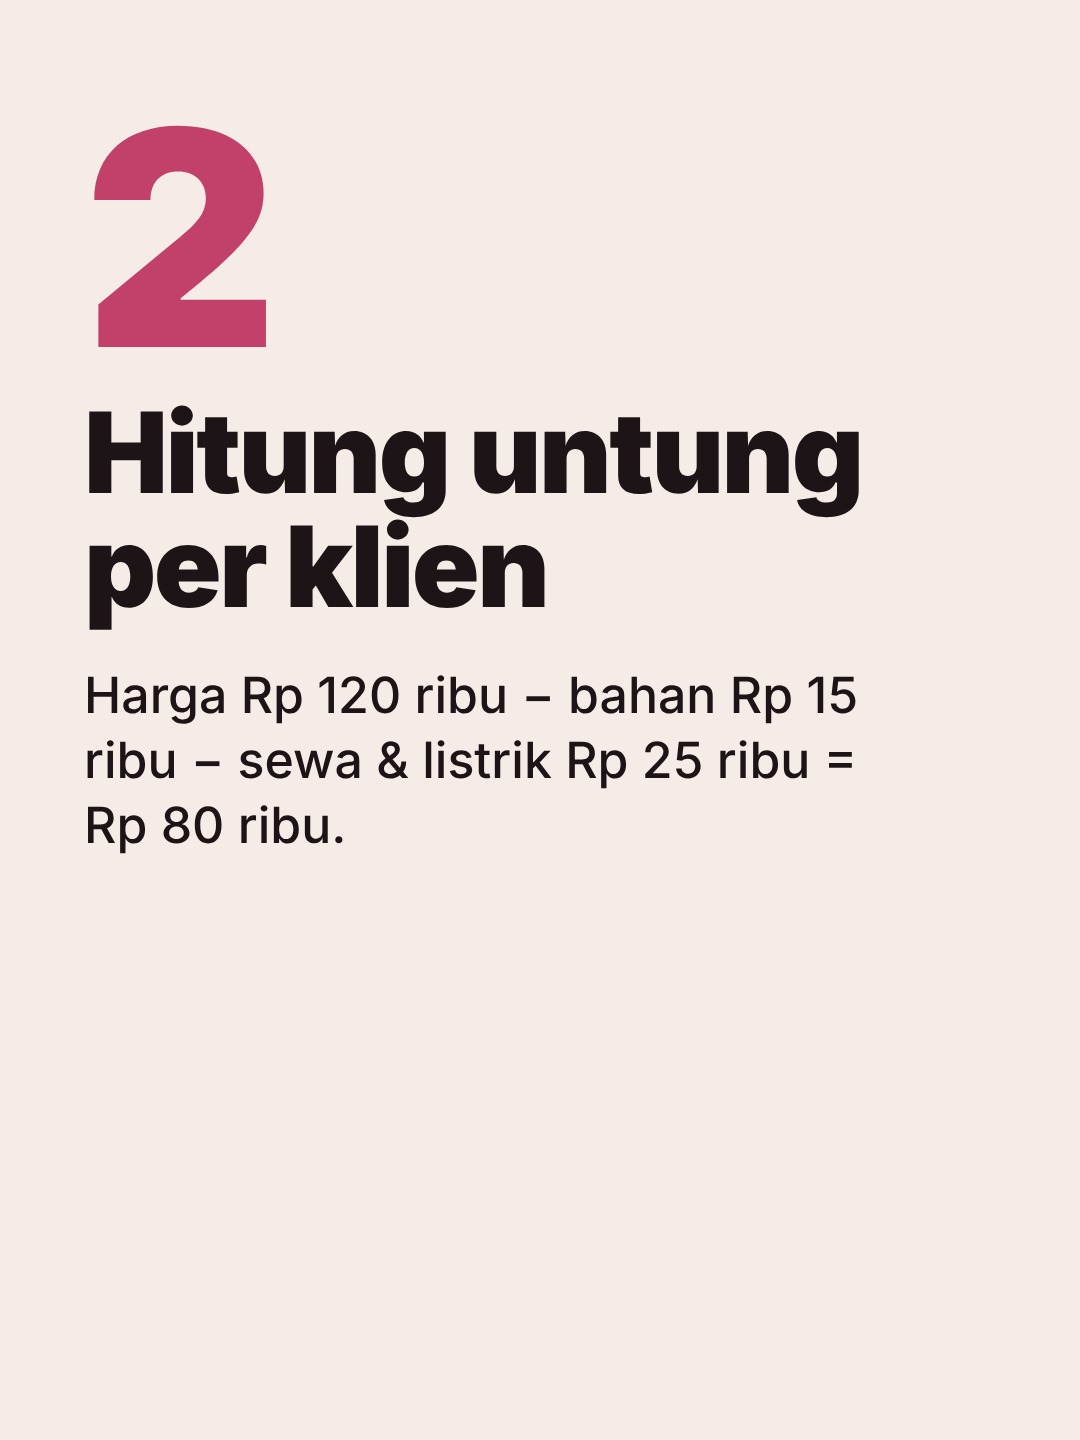 2
Hitung untung
per klien
Harga Rp 120 ribu – bahan Rp 15
ribu – sewa & listrik Rp 25 ribu =
Rp 80 ribu.